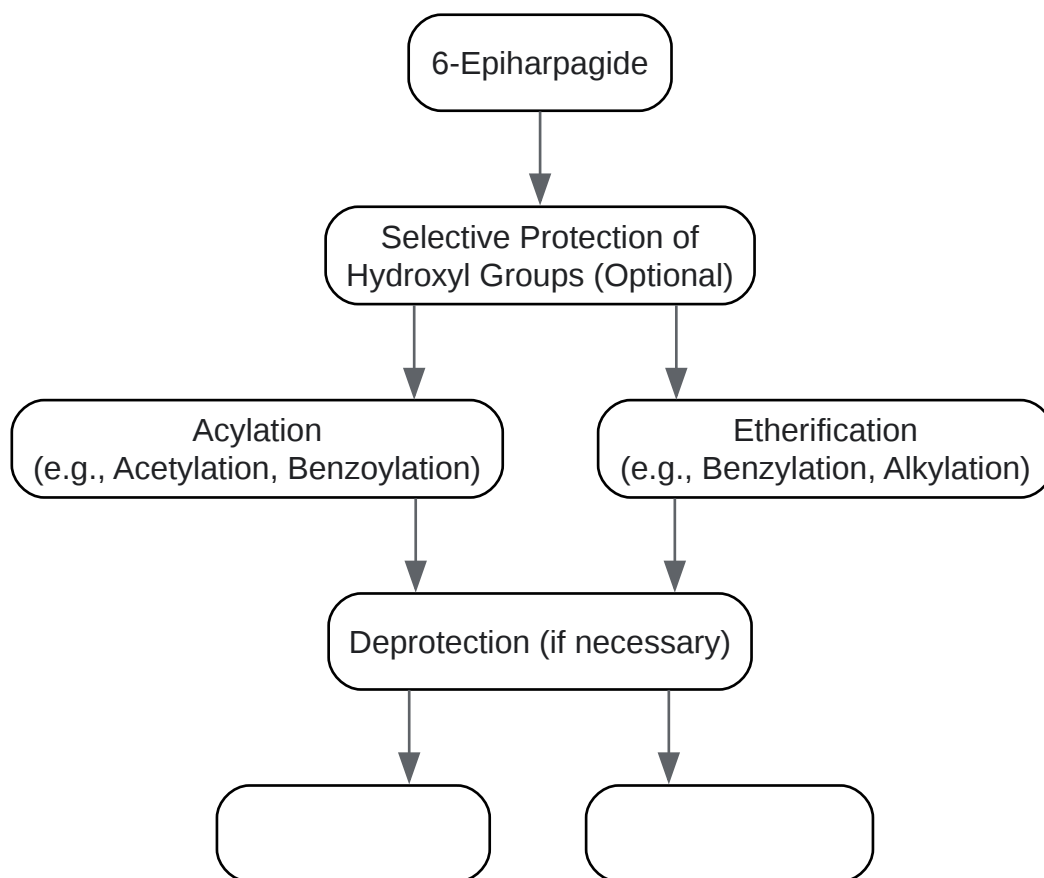 6-Epiharpagide
Selective Protection of
Hydroxyl Groups (Optional)
Acylation
(e.g., Acetylation, Benzoylation)
Etherification
(e.g., Benzylation, Alkylation)
Deprotection (if necessary)